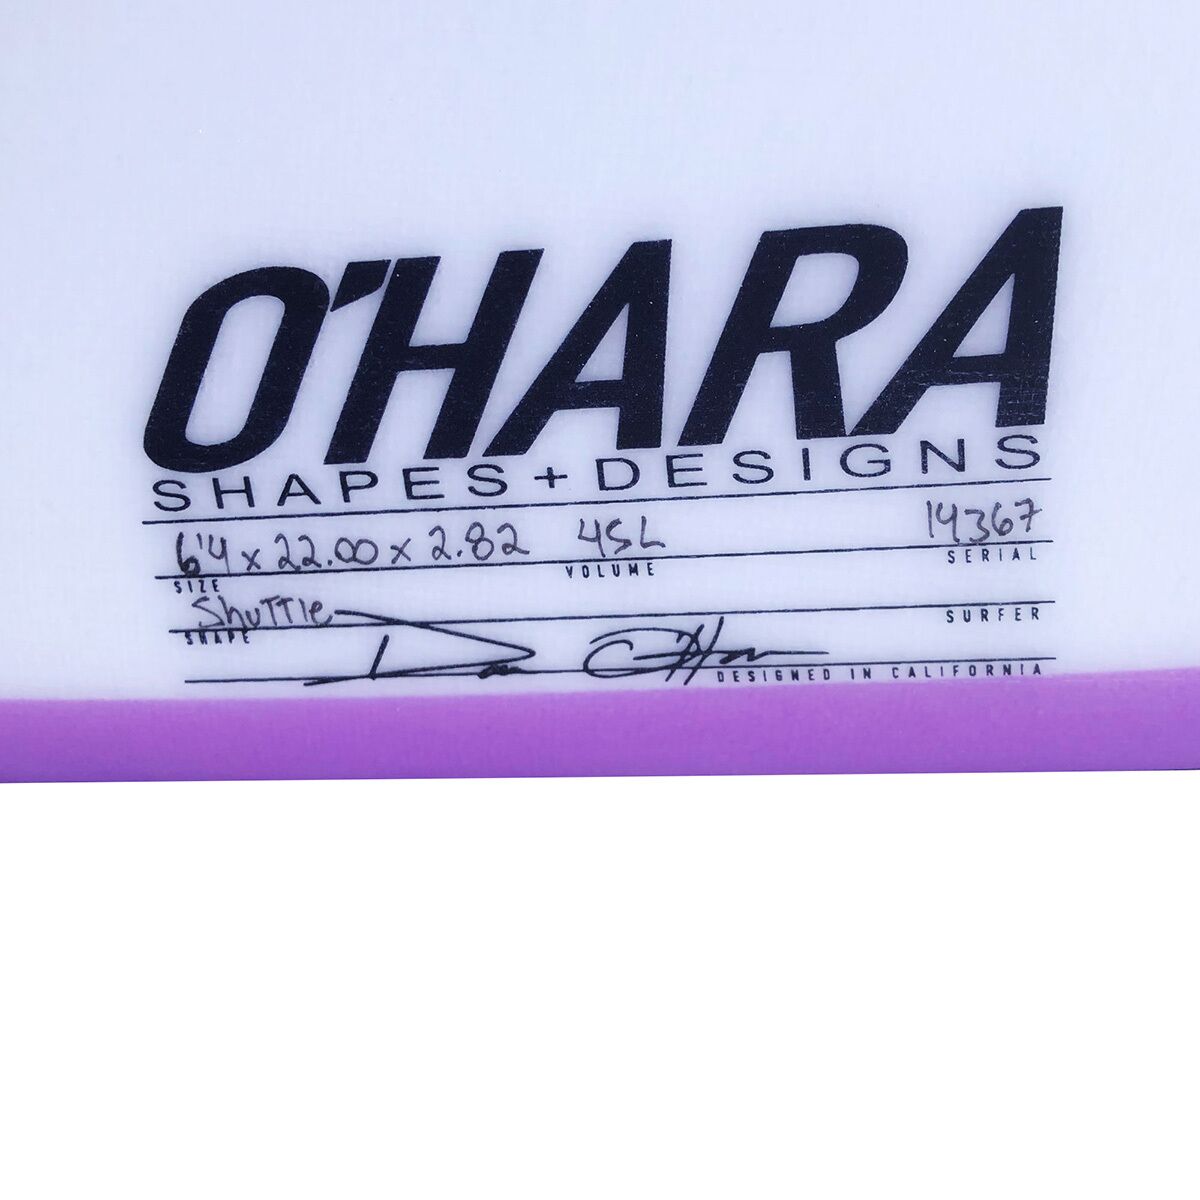 O'HARA
SHAPES+DESIGNS
6'4 x 22.00 x 2.82 45L 14367
SIZE VOLUME SERIAL
Shuttle
SHAPE SURFER
DESIGNED IN CALIFORNIA